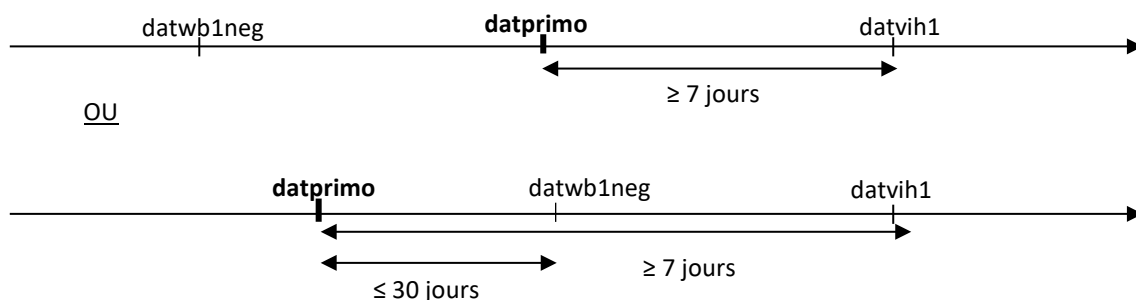 datwb1neg datprimo datvih1
≥ 7 jours
OU
datprimo datwb1neg datvih1
≥ 7 jours
≤ 30 jours